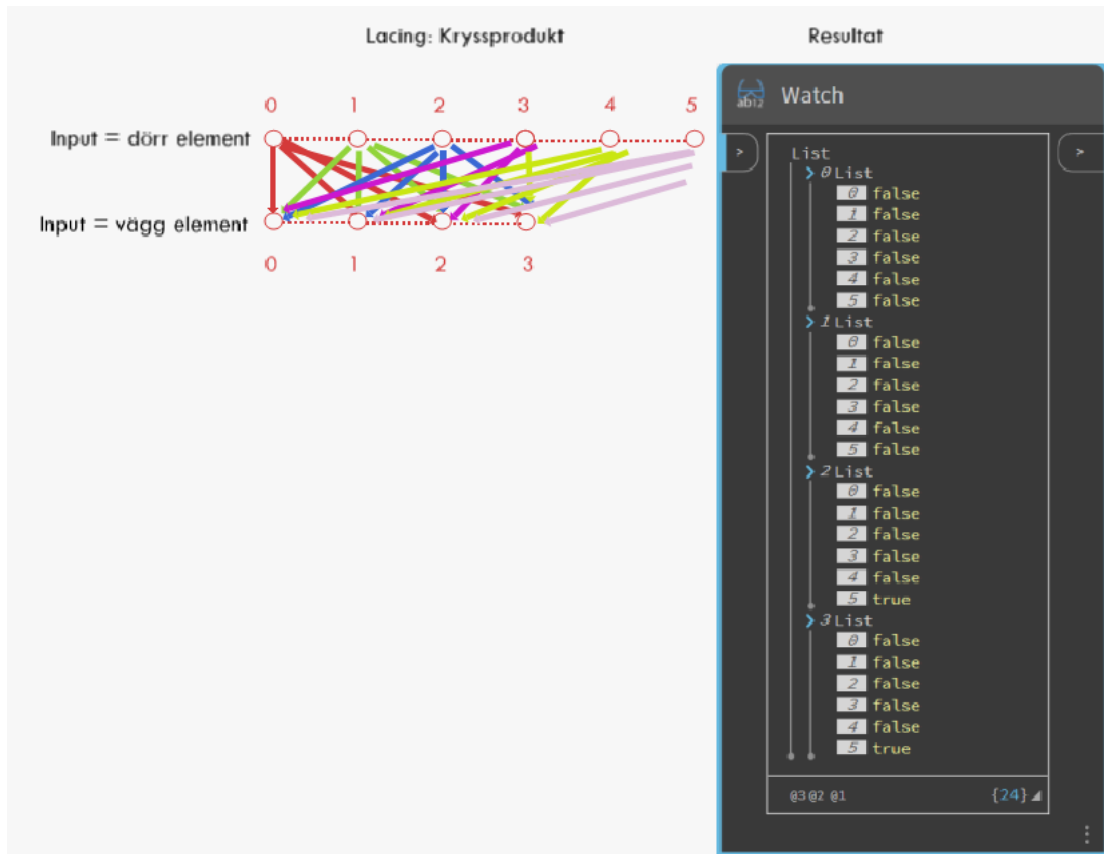 Lacing: Kryssprodukt
Resultat
0 1 2 3 4 5
Input = dörr element
Input = vägg element
0 1 2 3
ab12 Watch
> >
List
0 List
0 false
1 false
2 false
3 false
4 false
5 false
1 List
0 false
1 false
2 false
3 false
4 false
5 false
2 List
0 false
1 false
2 false
3 false
4 false
5 true
3 List
0 false
1 false
2 false
3 false
4 false
5 true
@3 @2 @1 {24}